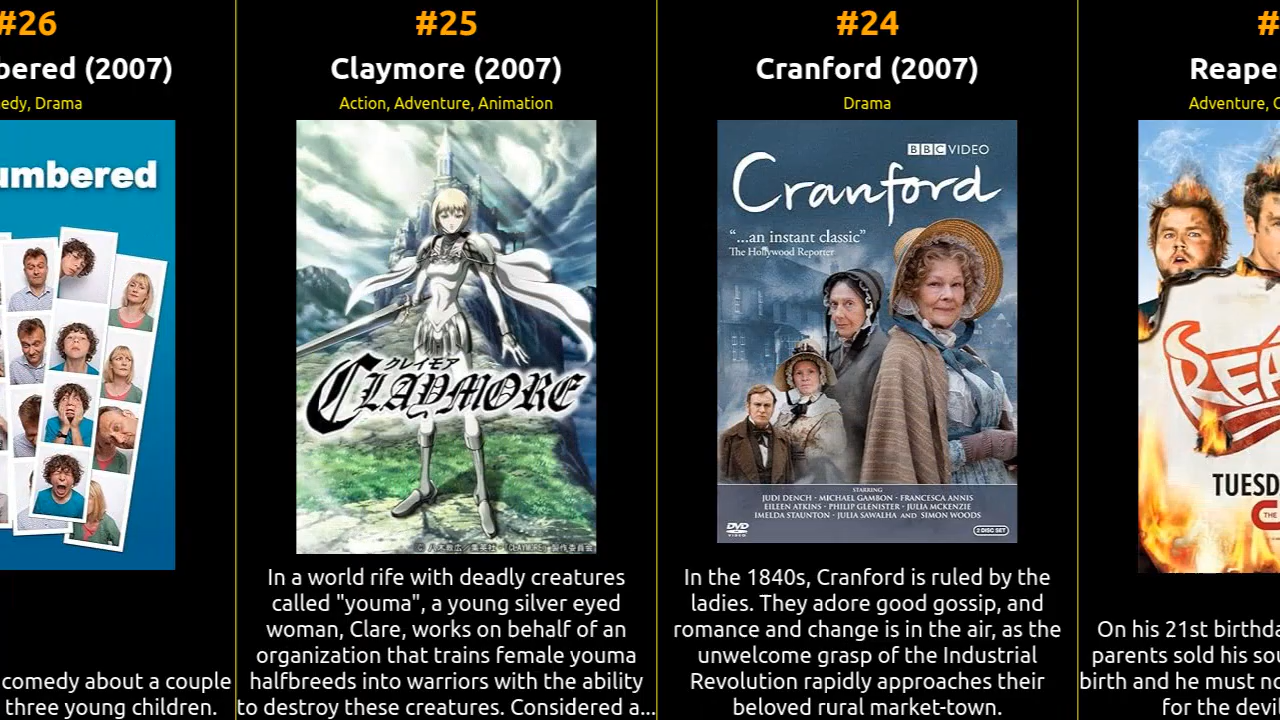 #26
bered (2007)
edy, Drama
umbered
comedy about a couple
three young children.
#25
Claymore (2007)
Action, Adventure, Animation
クレイモア
CLAYMORE
In a world rife with deadly creatures
called "youma", a young silver eyed
woman, Clare, works on behalf of an
organization that trains female youma
halfbreeds into warriors with the ability
to destroy these creatures. Considered a...
#24
Cranford (2007)
Drama
BBC VIDEO
Cranford
“...an instant classic”
The Hollywood Reporter
STARRING
JUDI DENCH · MICHAEL GAMBON · FRANCESCA ANNIS
EILEEN ATKINS · PHILIP GLENISTER · JULIA MCKENZIE
IMELDA STAUNTON · JULIA SAWALHA AND SIMON WOODS
DVD
VIDEO
2 DISC SET
In the 1840s, Cranford is ruled by the
ladies. They adore good gossip, and
romance and change is in the air, as the
unwelcome grasp of the Industrial
Revolution rapidly approaches their
beloved rural market-town.
#
Reape
Adventure, C
REA
TUESD
THE
On his 21st birthda
parents sold his sou
birth and he must no
for the devi